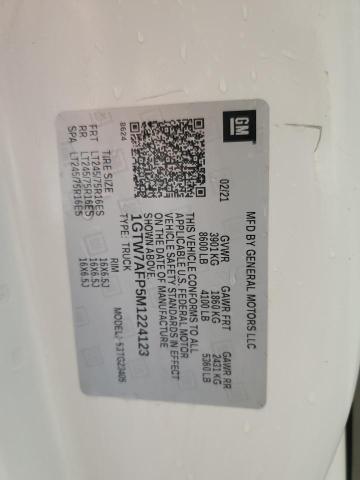 GM
MFD BY GENERAL MOTORS LLC
02/21 GVWR GAWR FRT GAWR RR
3901 KG 1860 KG 2431 KG
8600 LB 4100 LB 5360 LB
THIS VEHICLE CONFORMS TO ALL
APPLICABLE U.S. FEDERAL MOTOR
VEHICLE SAFETY STANDARDS IN EFFECT
ON THE DATE OF MANUFACTURE
SHOWN ABOVE.
1GTW7AFP5M1224123
8624 TYPE: TRUCK MODEL:
TIRE SIZE RIM
FRT LT245/75R16ES 16X6.5J
RR LT245/75R16ES 16X6.5J
SPA LT245/75R16ES 16X6.5J